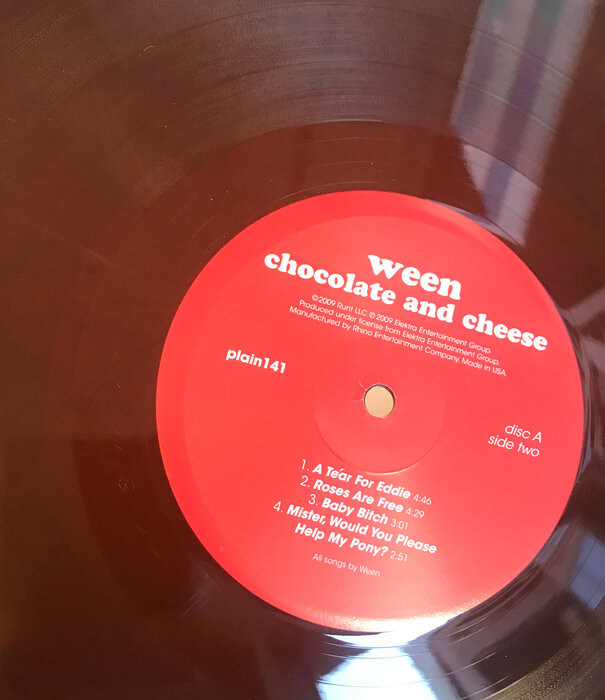 ween
chocolate and cheese
©2009 Runt LLC ℗2009 Elektra Entertainment Group.
Produced under license from Elektra Entertainment Group.
Manufactured by Rhino Entertainment Company. Made in USA.
plain141
disc A
side two
1. A Tear For Eddie 4:46
2. Roses Are Free 4:29
3. Baby Bitch 3:01
4. Mister, Would You Please
Help My Pony? 2:51
All songs by Ween